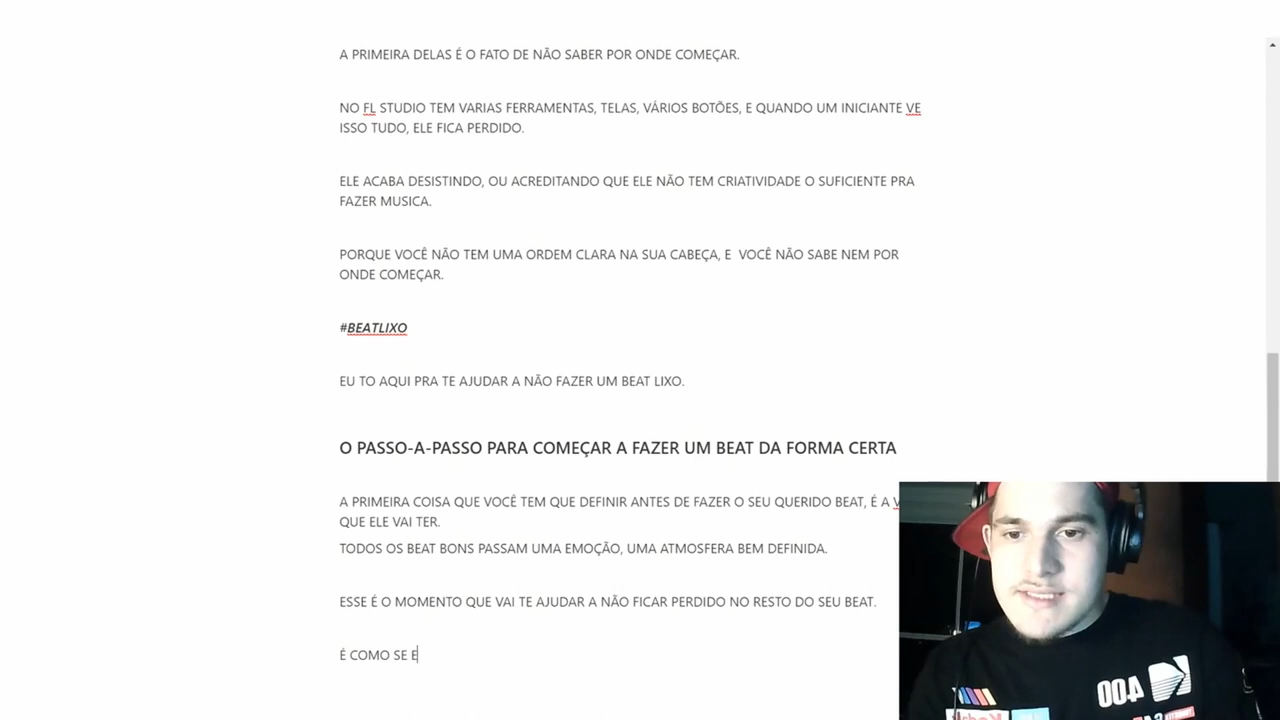 A PRIMEIRA DELAS É O FATO DE NÃO SABER POR ONDE COMEÇAR.
NO FL STUDIO TEM VARIAS FERRAMENTAS, TELAS, VÁRIOS BOTÕES, E QUANDO UM INICIANTE VE
ISSO TUDO, ELE FICA PERDIDO.
ELE ACABA DESISTINDO, OU ACREDITANDO QUE ELE NÃO TEM CRIATIVIDADE O SUFICIENTE PRA
FAZER MUSICA.
PORQUE VOCÊ NÃO TEM UMA ORDEM CLARA NA SUA CABEÇA, E  VOCÊ NÃO SABE NEM POR
ONDE COMEÇAR.
#BEATLIXO
EU TO AQUI PRA TE AJUDAR A NÃO FAZER UM BEAT LIXO.
O PASSO-A-PASSO PARA COMEÇAR A FAZER UM BEAT DA FORMA CERTA
A PRIMEIRA COISA QUE VOCÊ TEM QUE DEFINIR ANTES DE FAZER O SEU QUERIDO BEAT, É A
QUE ELE VAI TER.
TODOS OS BEAT BONS PASSAM UMA EMOÇÃO, UMA ATMOSFERA BEM DEFINIDA.
ESSE É O MOMENTO QUE VAI TE AJUDAR A NÃO FICAR PERDIDO NO RESTO DO SEU BEAT.
É COMO SE E
400
Kodak